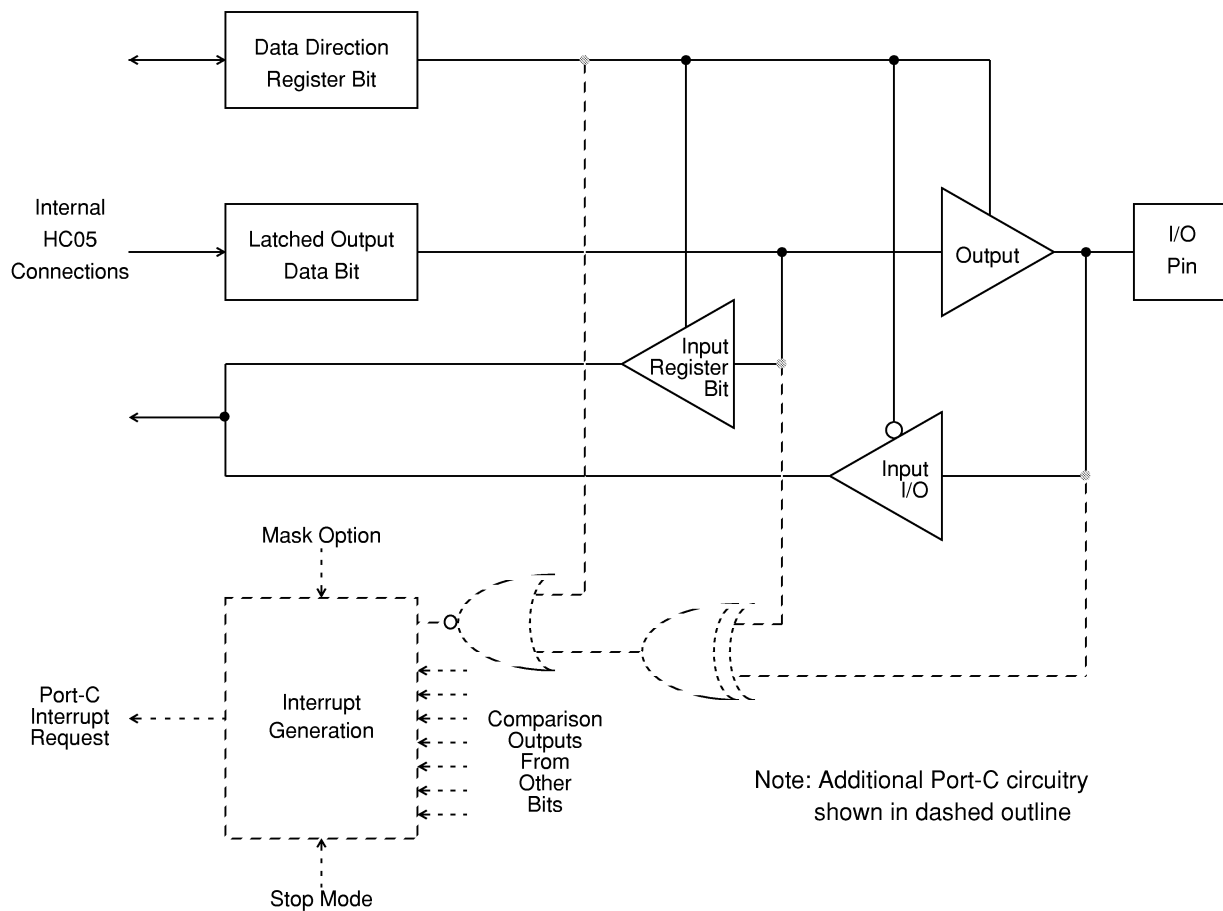 Data Direction
Register Bit
Internal
HC05
Connections
Latched Output
Data Bit
Output
I/O
Pin
Input
Register
Bit
Input
I/O
Mask Option
Port-C
Interrupt
Request
Interrupt
Generation
Comparison
Outputs
From
Other
Bits
Note: Additional Port-C circuitry
shown in dashed outline
Stop Mode